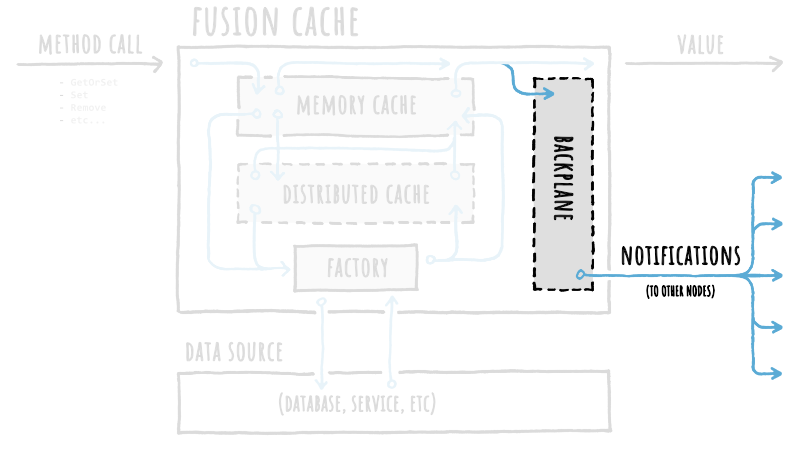 FUSION CACHE
METHOD CALL
VALUE
- GetOrSet
- Set
- Remove
- etc...
MEMORY CACHE
BACKPLANE
DISTRIBUTED CACHE
FACTORY
NOTIFICATIONS
(TO OTHER NODES)
DATA SOURCE
(DATABASE, SERVICE, ETC)